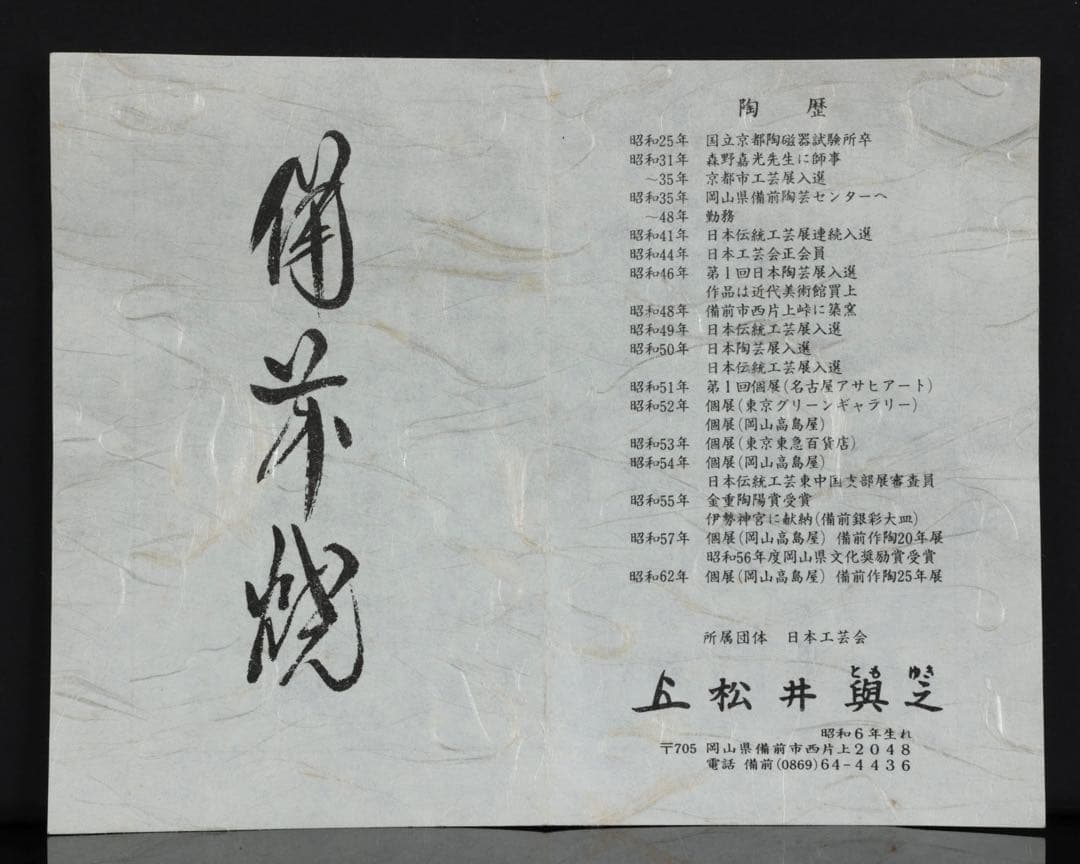 備前焼
陶歴
昭和25年 国立京都陶磁器試験所卒
昭和31年 森野嘉光先生に師事
～35年 京都市工芸展入選
昭和35年 岡山県備前陶芸センターへ
～48年 勤務
昭和41年 日本伝統工芸展連続入選
昭和44年 日本工芸会正会員
昭和46年 第1回日本陶芸展入選
作品は近代美術館買上
昭和48年 備前市西片上峠に築窯
昭和49年 日本伝統工芸展入選
昭和50年 日本陶芸展入選
日本伝統工芸展入選
昭和51年 第1回個展(名古屋アサヒアート)
昭和52年 個展(東京グリーンギャラリー)
個展(岡山高島屋)
昭和53年 個展(東京東急百貨店)
昭和54年 個展(岡山高島屋)
日本伝統工芸東中国支部展審査員
昭和55年 金重陶陽賞受賞
伊勢神宮に献納(備前銀彩大皿)
昭和57年 個展(岡山高島屋) 備前作陶20年展
昭和56年度岡山県文化奨励賞受賞
昭和62年 個展(岡山高島屋) 備前作陶25年展
所属団体 日本工芸会
とも ゆき
松井與之
昭和6年生れ
〒705 岡山県備前市西片上2048
電話 備前(0869)64-4436